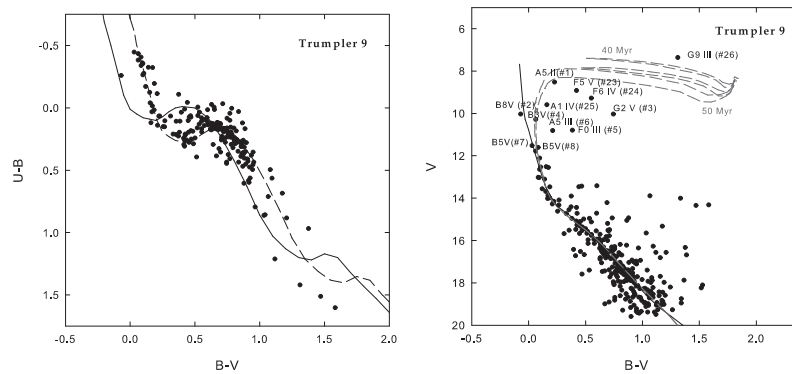 Trumpler 9
-0.5
0.0
0.5
1.0
1.5
U-B
-0.5
0.0
0.5
1.0
1.5
2.0
B-V
Trumpler 9
6
8
10
12
14
16
18
20
V
-0.5
0.0
0.5
1.0
1.5
2.0
B-V
G9 III (#26)
40 Myr
A5 II(#1)
F5 V (#23)
F6 IV (#24)
50 Myr
B8V (#2)
A1 IV(#25)
G2 V (#3)
B3V(#4)
A5 III (#6)
F0 III (#5)
B5V(#7)
B5V(#8)